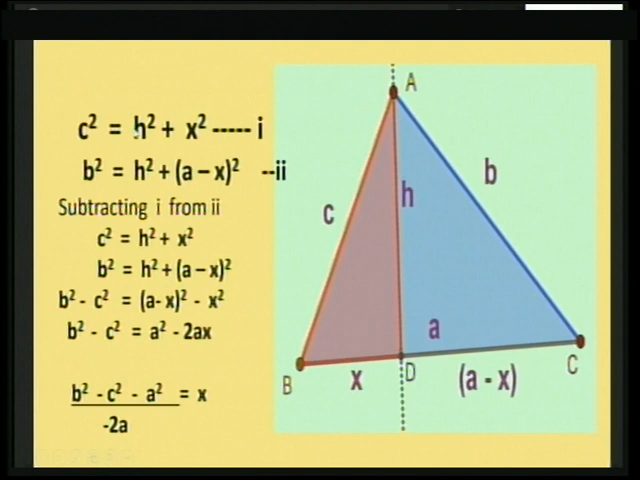 c² = h² + x² ----- i
b² = h² + (a – x)² --ii
Subtracting i from ii
c² = h² + x²
b² = h² + (a – x)²
b² - c² = (a- x)² - x²
b² - c² = a² - 2ax
b² - c² - a² = x
-2a
A
b
h
c
a
B
x
D
(a - x)
C